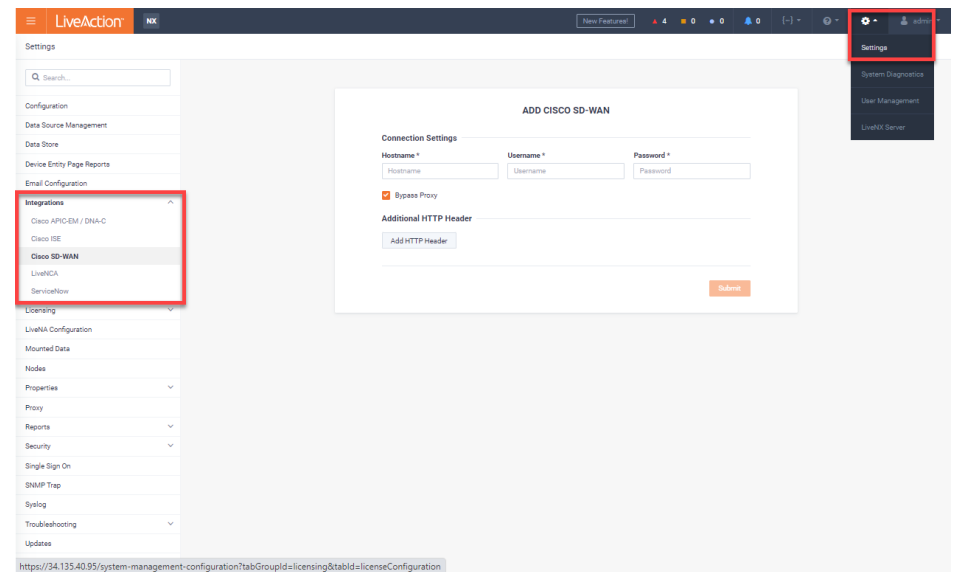 LiveAction NX New Features! 4 0 0 0 [-] admin
Settings
Settings
System Diagnostics
User Management
LiveNX Server
Search...
Configuration
Data Source Management
Data Store
Device Entity Page Reports
Email Configuration
Integrations
Cisco APIC-EM / DNA-C
Cisco ISE
Cisco SD-WAN
LiveNCA
ServiceNow
Licensing
LiveNA Configuration
Mounted Data
Nodes
Properties
Proxy
Reports
Security
Single Sign On
SNMP Trap
Syslog
Troubleshooting
Updates
ADD CISCO SD-WAN
Connection Settings
Hostname * Username * Password *
Hostname Username Password
Bypass Proxy
Additional HTTP Header
Add HTTP Header
Submit
https://34.135.40.95/system-management-configuration?tabGroupId=licensing&tabId=licenseConfiguration